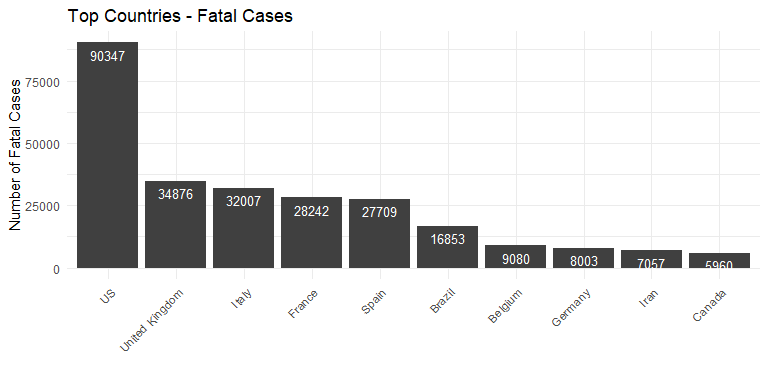 Top Countries - Fatal Cases
Number of Fatal Cases
75000
50000
25000
0
90347
34876
32007
28242
27709
16853
9080
8003
7057
5960
US
United Kingdom
Italy
France
Spain
Brazil
Belgium
Germany
Iran
Canada